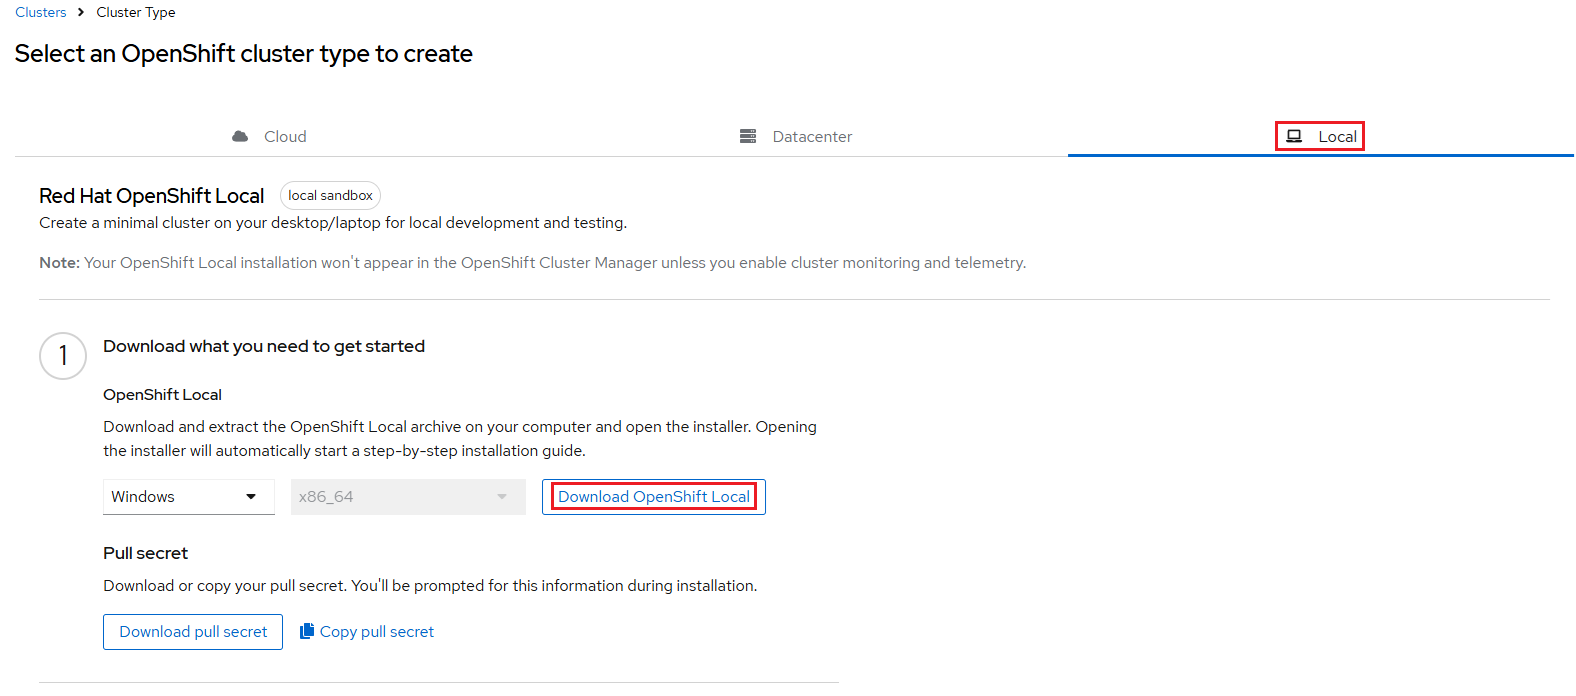 Clusters > Cluster Type
Select an OpenShift cluster type to create
Cloud Datacenter Local
Red Hat OpenShift Local local sandbox
Create a minimal cluster on your desktop/laptop for local development and testing.
Note: Your OpenShift Local installation won't appear in the OpenShift Cluster Manager unless you enable cluster monitoring and telemetry.
1 Download what you need to get started
OpenShift Local
Download and extract the OpenShift Local archive on your computer and open the installer. Opening
the installer will automatically start a step-by-step installation guide.
Windows x86_64 Download OpenShift Local
Pull secret
Download or copy your pull secret. You'll be prompted for this information during installation.
Download pull secret Copy pull secret